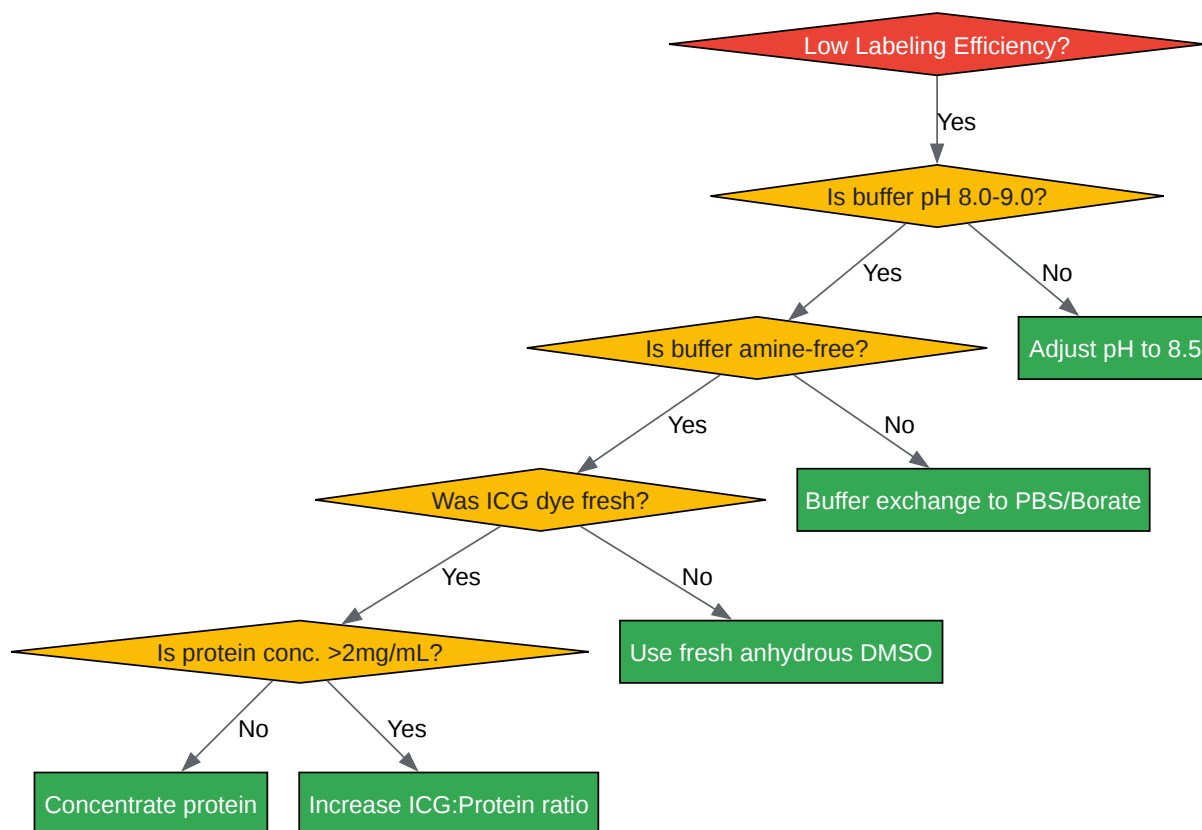 Low Labeling Efficiency?
Yes
Is buffer pH 8.0-9.0?
Yes
No
Is buffer amine-free?
Adjust pH to 8.5
Yes
No
Was ICG dye fresh?
Buffer exchange to PBS/Borate
Yes
No
Is protein conc. >2mg/mL?
Use fresh anhydrous DMSO
No
Yes
Concentrate protein
Increase ICG:Protein ratio